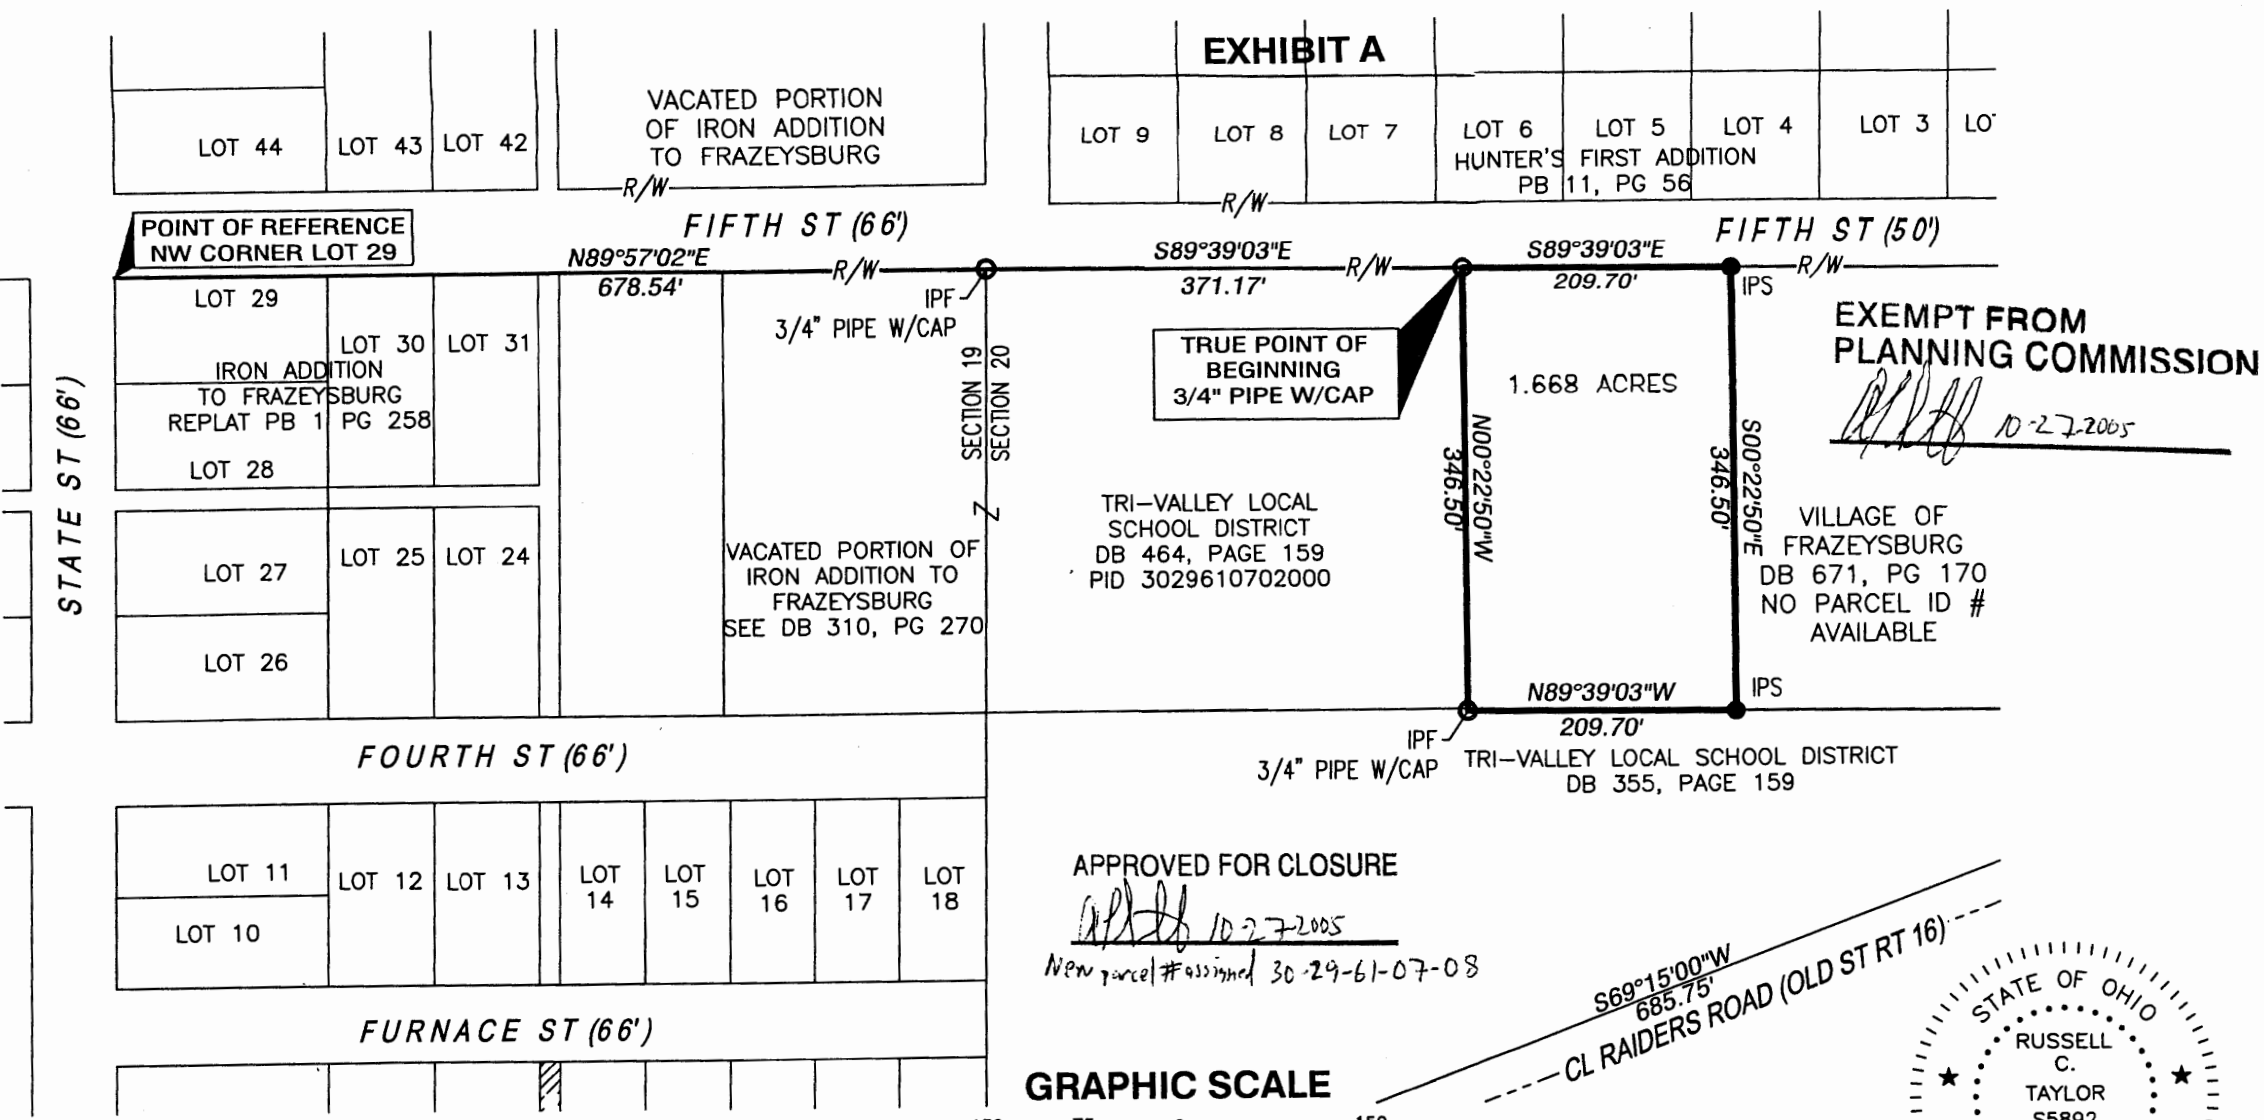 EXHIBIT A
VACATED PORTION
OF IRON ADDITION
TO FRAZEYSBURG
LOT 44
LOT 43
LOT 42
LOT 9
LOT 8
LOT 7
LOT 6
LOT 5
LOT 4
LOT 3
HUNTER'S FIRST ADDITION
PB 11, PG 56
R/W
R/W
POINT OF REFERENCE
NW CORNER LOT 29
FIFTH ST (66')
FIFTH ST (50')
N89°57'02"E
678.54'
R/W
S89°39'03"E
371.17'
R/W
S89°39'03"E
209.70'
R/W
IPF
3/4" PIPE W/CAP
IPS
LOT 29
LOT 30
LOT 31
IRON ADDITION
TO FRAZEYSBURG
REPLAT PB 1 PG 258
LOT 28
STATE ST (66')
SECTION 19
SECTION 20
Z
TRUE POINT OF
BEGINNING
3/4" PIPE W/CAP
1.668 ACRES
EXEMPT FROM
PLANNING COMMISSION
10-27-2005
N00°22'50"W
346.50'
S00°22'50"E
346.50'
LOT 27
LOT 25
LOT 24
LOT 26
VACATED PORTION OF
IRON ADDITION TO
FRAZEYSBURG
SEE DB 310, PG 270
TRI-VALLEY LOCAL
SCHOOL DISTRICT
DB 464, PAGE 159
PID 3029610702000
VILLAGE OF
FRAZEYSBURG
DB 671, PG 170
NO PARCEL ID #
AVAILABLE
N89°39'03"W
209.70'
IPS
IPF
3/4" PIPE W/CAP
TRI-VALLEY LOCAL SCHOOL DISTRICT
DB 355, PAGE 159
FOURTH ST (66')
LOT 11
LOT 12
LOT 13
LOT 14
LOT 15
LOT 16
LOT 17
LOT 18
LOT 10
APPROVED FOR CLOSURE
10-27-2005
New parcel # assigned 30-29-61-07-08
FURNACE ST (66')
S69°15'00"W
685.75'
CL RAIDERS ROAD (OLD ST RT 16)
GRAPHIC SCALE
STATE OF OHIO
RUSSELL
C.
TAYLOR
S5892